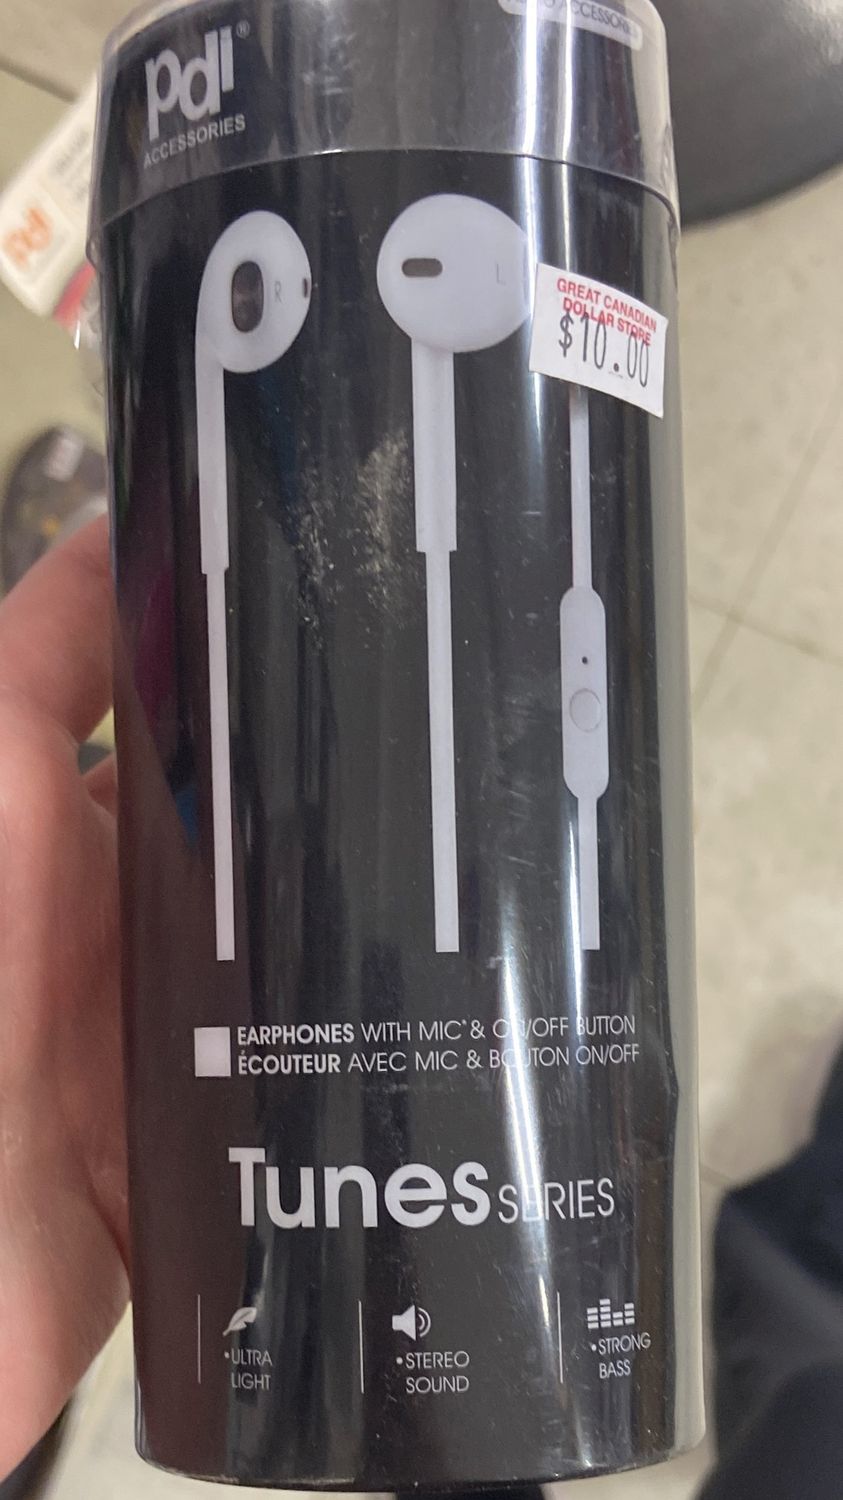 pdi®
ACCESSORIES
ACCESSORIES
R
L
GREAT CANADIAN
DOLLAR STORE
$10.00
EARPHONES WITH MIC* & ON/OFF BUTTON
ÉCOUTEUR AVEC MIC & BOUTON ON/OFF
Tunes SERIES
•ULTRA
LIGHT
•STEREO
SOUND
•STRONG
BASS